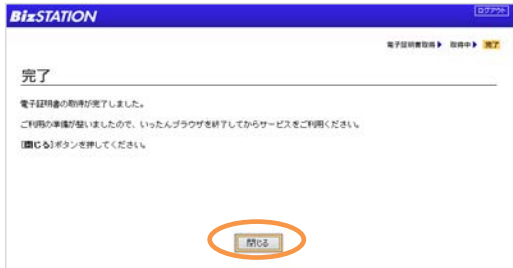 BizSTATION
ログアウト
電子証明書取得▶ 取得中▶ 完了
完了
電子証明書の取得が完了しました。
ご利用の準備が整いましたので、いったんブラウザを終了してからサービスをご利用ください。
[閉じる]ボタンを押してください。
閉じる